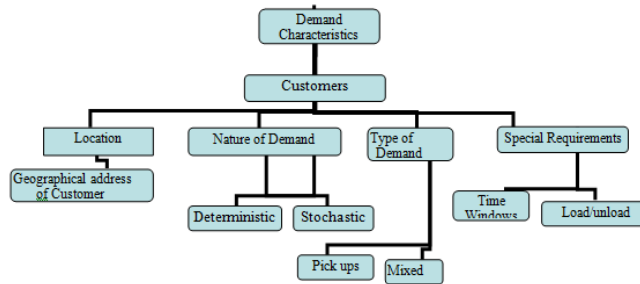 Demand
Characteristics
Customers
Location
Nature of Demand
Type of
Demand
Special Requirements
Geographical address
of Customer
Deterministic
Stochastic
Time
Windows
Load/unload
Pick ups
Mixed